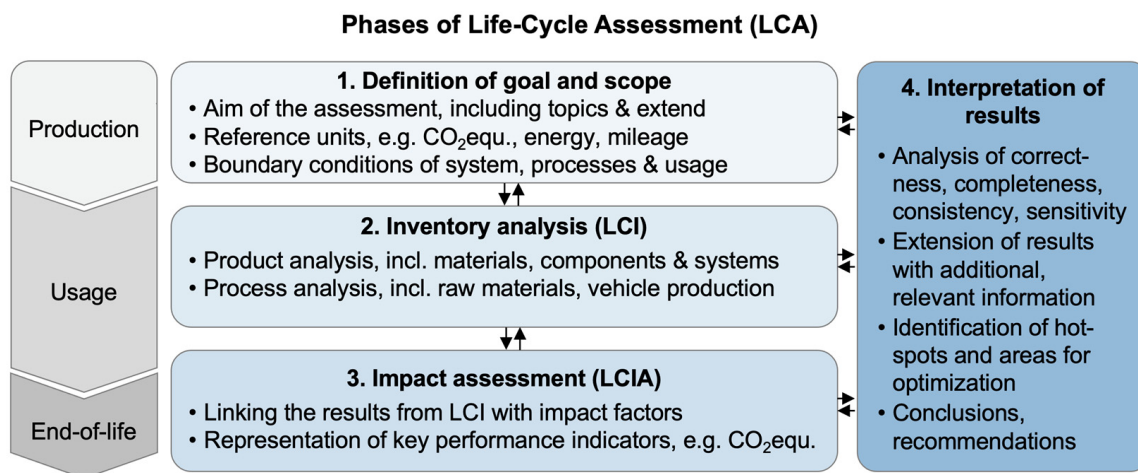 Phases of Life-Cycle Assessment (LCA)
Production
Usage
End-of-life
1. Definition of goal and scope
• Aim of the assessment, including topics & extend
• Reference units, e.g. CO₂equ., energy, mileage
• Boundary conditions of system, processes & usage
2. Inventory analysis (LCI)
• Product analysis, incl. materials, components & systems
• Process analysis, incl. raw materials, vehicle production
3. Impact assessment (LCIA)
• Linking the results from LCI with impact factors
• Representation of key performance indicators, e.g. CO₂equ.
4. Interpretation of
results
• Analysis of correct-
ness, completeness,
consistency, sensitivity
• Extension of results
with additional,
relevant information
• Identification of hot-
spots and areas for
optimization
• Conclusions,
recommendations